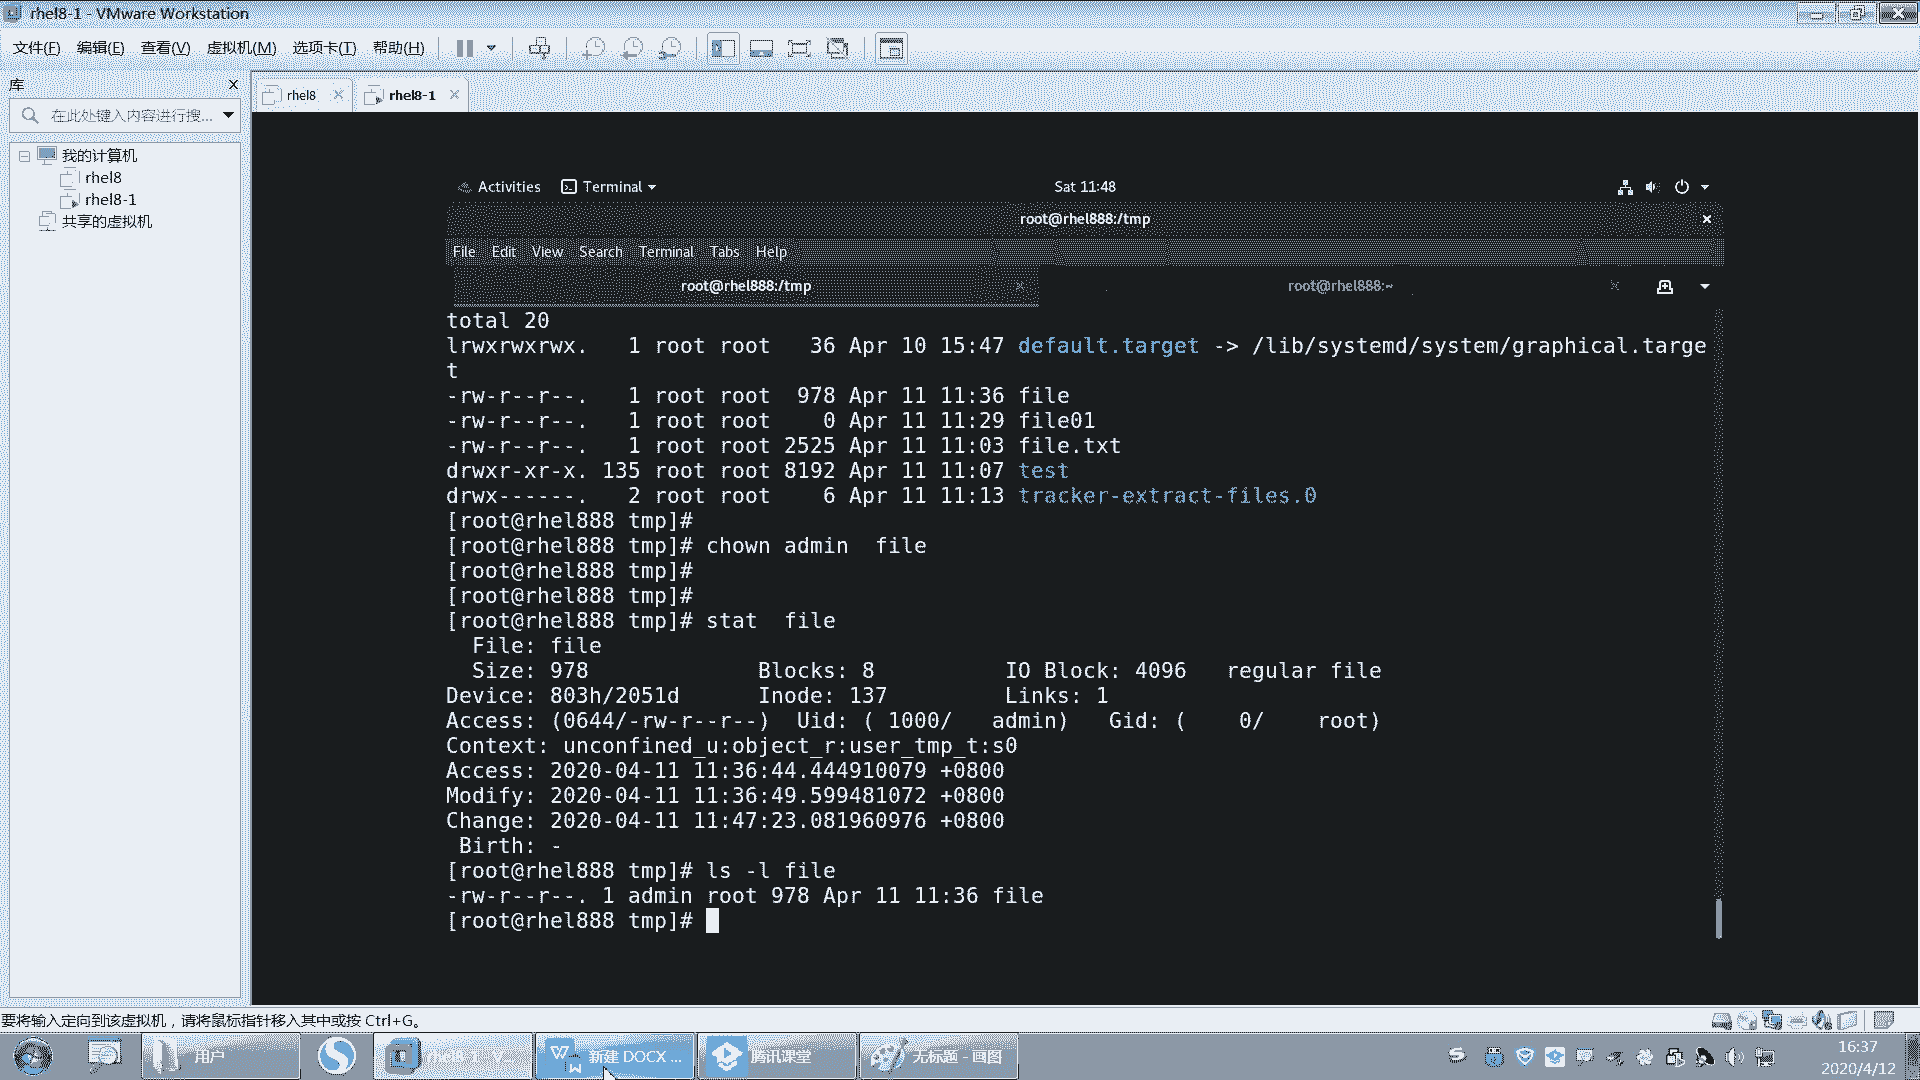 rhel8-1 - VMware Workstation
文件(F) 编辑(E) 查看(V) 虚拟机(M) 选项卡(T) 帮助(H)
库
在此处键入内容进行搜...
我的计算机
rhel8
rhel8-1
共享的虚拟机
rhel8 rhel8-1
Activities Terminal Sat 11:48
root@rhel888:/tmp
File Edit View Search Terminal Tabs Help
root@rhel888:/tmp root@rhel888:~
total 20
lrwxrwxrwx. 1 root root 36 Apr 10 15:47 default.target -> /lib/systemd/system/graphical.targe
t
-rw-r--r--. 1 root root 978 Apr 11 11:36 file
-rw-r--r--. 1 root root 0 Apr 11 11:29 file01
-rw-r--r--. 1 root root 2525 Apr 11 11:03 file.txt
drwxr-xr-x. 135 root root 8192 Apr 11 11:07 test
drwx------. 2 root root 6 Apr 11 11:13 tracker-extract-files.0
[root@rhel888 tmp]#
[root@rhel888 tmp]# chown admin  file
[root@rhel888 tmp]#
[root@rhel888 tmp]#
[root@rhel888 tmp]# stat  file
File: file
Size: 978 Blocks: 8 IO Block: 4096 regular file
Device: 803h/2051d Inode: 137 Links: 1
Access: (0644/-rw-r--r--) Uid: ( 1000/ admin) Gid: ( 0/ root)
Context: unconfined_u:object_r:user_tmp_t:s0
Access: 2020-04-11 11:36:44.444910079 +0800
Modify: 2020-04-11 11:36:49.599481072 +0800
Change: 2020-04-11 11:47:23.081960976 +0800
Birth: -
[root@rhel888 tmp]# ls -l file
-rw-r--r--. 1 admin root 978 Apr 11 11:36 file
[root@rhel888 tmp]#
要将输入定向到该虚拟机，请将鼠标指针移入其中或按 Ctrl+G。
用户 rhel8-1 - V... 新建 DOCX ... 腾讯课堂 无标题 - 画图
16:37
2020/4/12